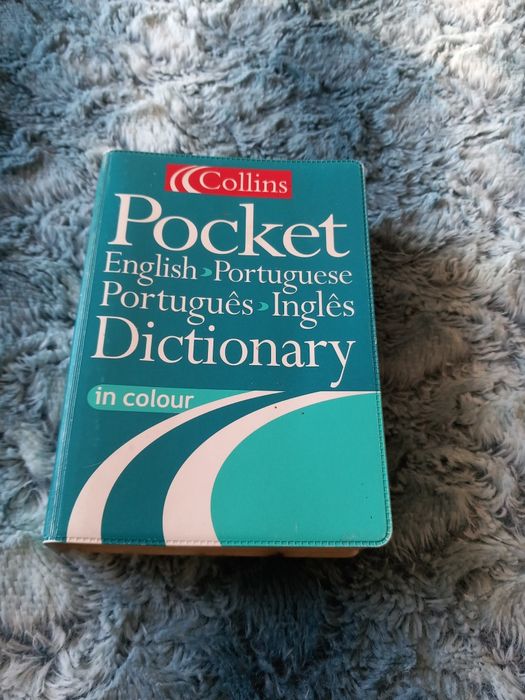 Collins
Pocket
English › Portuguese
Português › Inglês
Dictionary
in colour